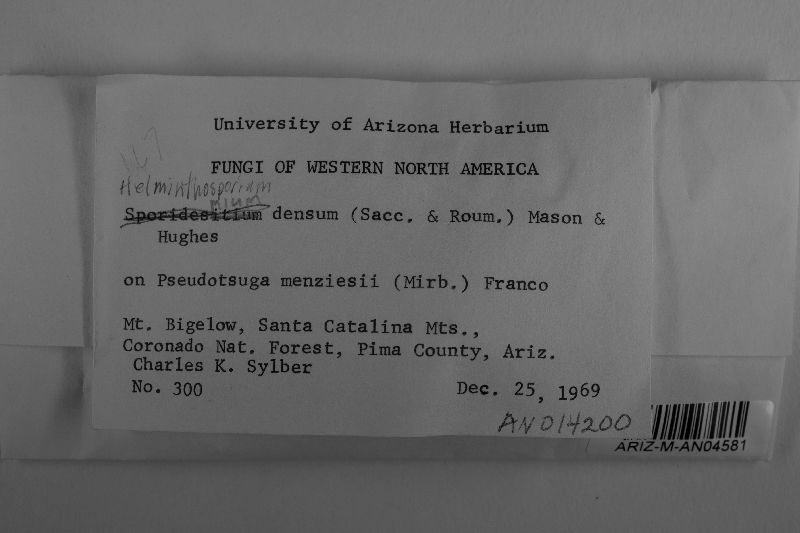 University of Arizona Herbarium
FUNGI OF WESTERN NORTH AMERICA
Helminthosporium
nium
Sporidesitium densum (Sacc. & Roum.) Mason &
Hughes
on Pseudotsuga menziesii (Mirb.) Franco
Mt. Bigelow, Santa Catalina Mts.,
Coronado Nat. Forest, Pima County, Ariz.
Charles K. Sylber
No. 300 Dec. 25, 1969
AN014200
ARIZ-M-AN04581